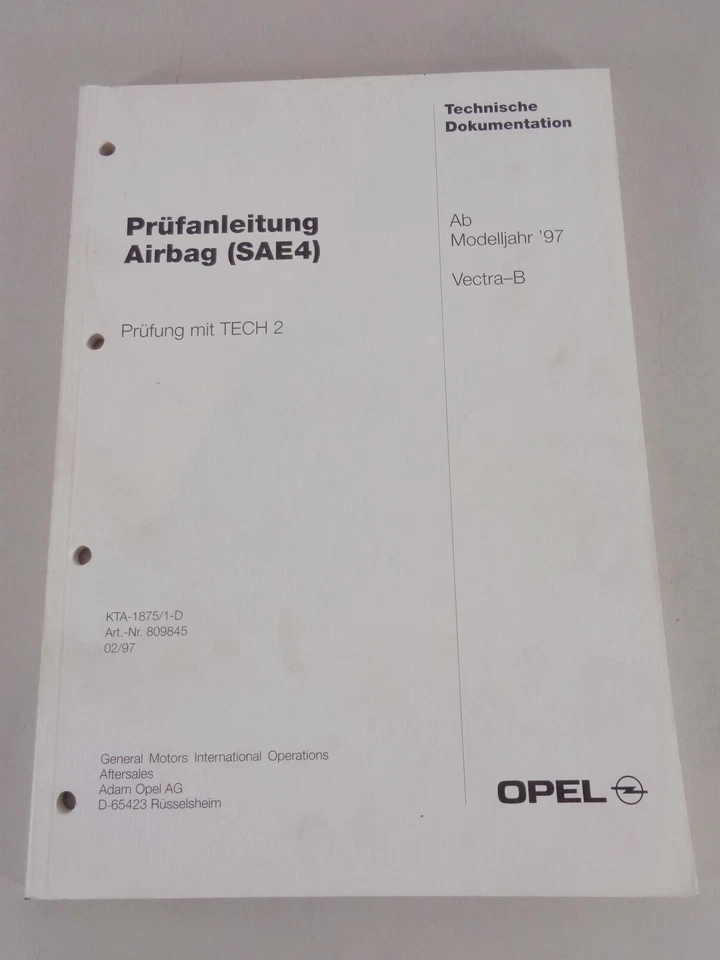 Technische
Dokumentation
Prüfanleitung
Airbag (SAE4)
Prüfung mit TECH 2
Ab
Modelljahr '97
Vectra–B
KTA-1875/1-D
Art.-Nr. 809845
02/97
General Motors International Operations
Aftersales
Adam Opel AG
D-65423 Rüsselsheim
OPEL